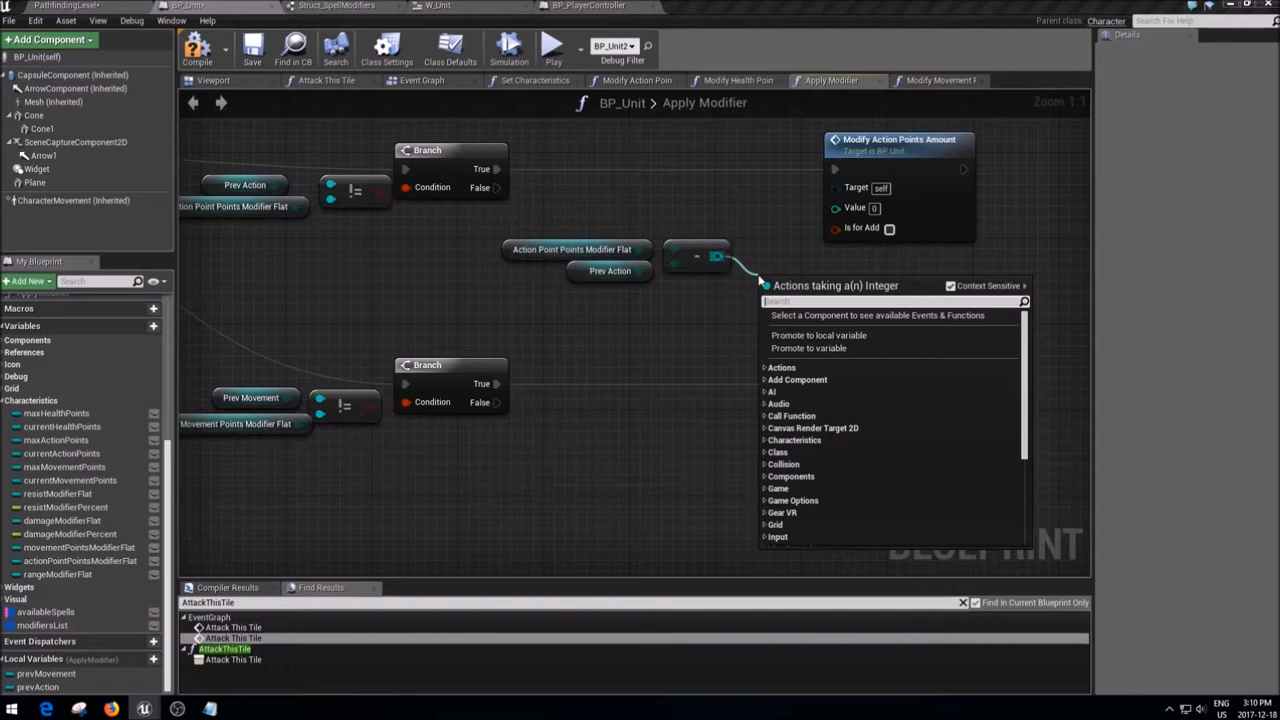 PathfindingLevel•
BP_Unit•
Struct_SpellModifiers
W_Unit
BP_PlayerController
File
Edit
Asset
View
Debug
Window
Help
Parent class: Character
Search For Help
+Add Component
Details
BP_Unit(self)
CapsuleComponent (Inherited)
ArrowComponent (Inherited)
Mesh (Inherited)
Cone
Cone1
SceneCaptureComponent2D
Arrow1
Widget
Plane
CharacterMovement (Inherited)
Compile
Save
Find in CB
Search
Class Settings
Class Defaults
Simulation
Play
BP_Unit2
Debug Filter
Viewport
Attack This Tile
Event Graph
Set Characteristics
Modify Action Poin
Modify Health Poin
Apply Modifier
Modify Movement F
BP_Unit > Apply Modifier
Zoom 1:1
Branch
True
Condition
False
Prev Action
!=
tion Point Points Modifier Flat
Modify Action Points Amount
Target is BP Unit
Target self
Value 0
Is for Add
Action Point Points Modifier Flat
Prev Action
-
Branch
True
Condition
False
Prev Movement
!=
Movement Points Modifier Flat
Actions taking a(n) Integer
Context Sensitive
Search
Select a Component to see available Events & Functions
Promote to local variable
Promote to variable
Actions
Add Component
AI
Audio
Call Function
Canvas Render Target 2D
Characteristics
Class
Collision
Components
Game
Game Options
Gear VR
Grid
Input
BLUEPRINT
My Blueprint
+Add New
Search
Macros
Variables
Components
References
Icon
Debug
Grid
Characteristics
maxHealthPoints
currentHealthPoints
maxActionPoints
currentActionPoints
maxMovementPoints
currentMovementPoints
resistModifierFlat
resistModifierPercent
damageModifierFlat
damageModifierPercent
movementPointsModifierFlat
actionPointPointsModifierFlat
rangeModifierFlat
Widgets
Visual
availableSpells
modifiersList
Event Dispatchers
Local Variables (ApplyModifier)
prevMovement
prevAction
Compiler Results
Find Results
AttackThisTile
Find In Current Blueprint Only
EventGraph
Attack This Tile
Attack This Tile
AttackThisTile
Attack This Tile
ENG
US
3:10 PM
2017-12-18